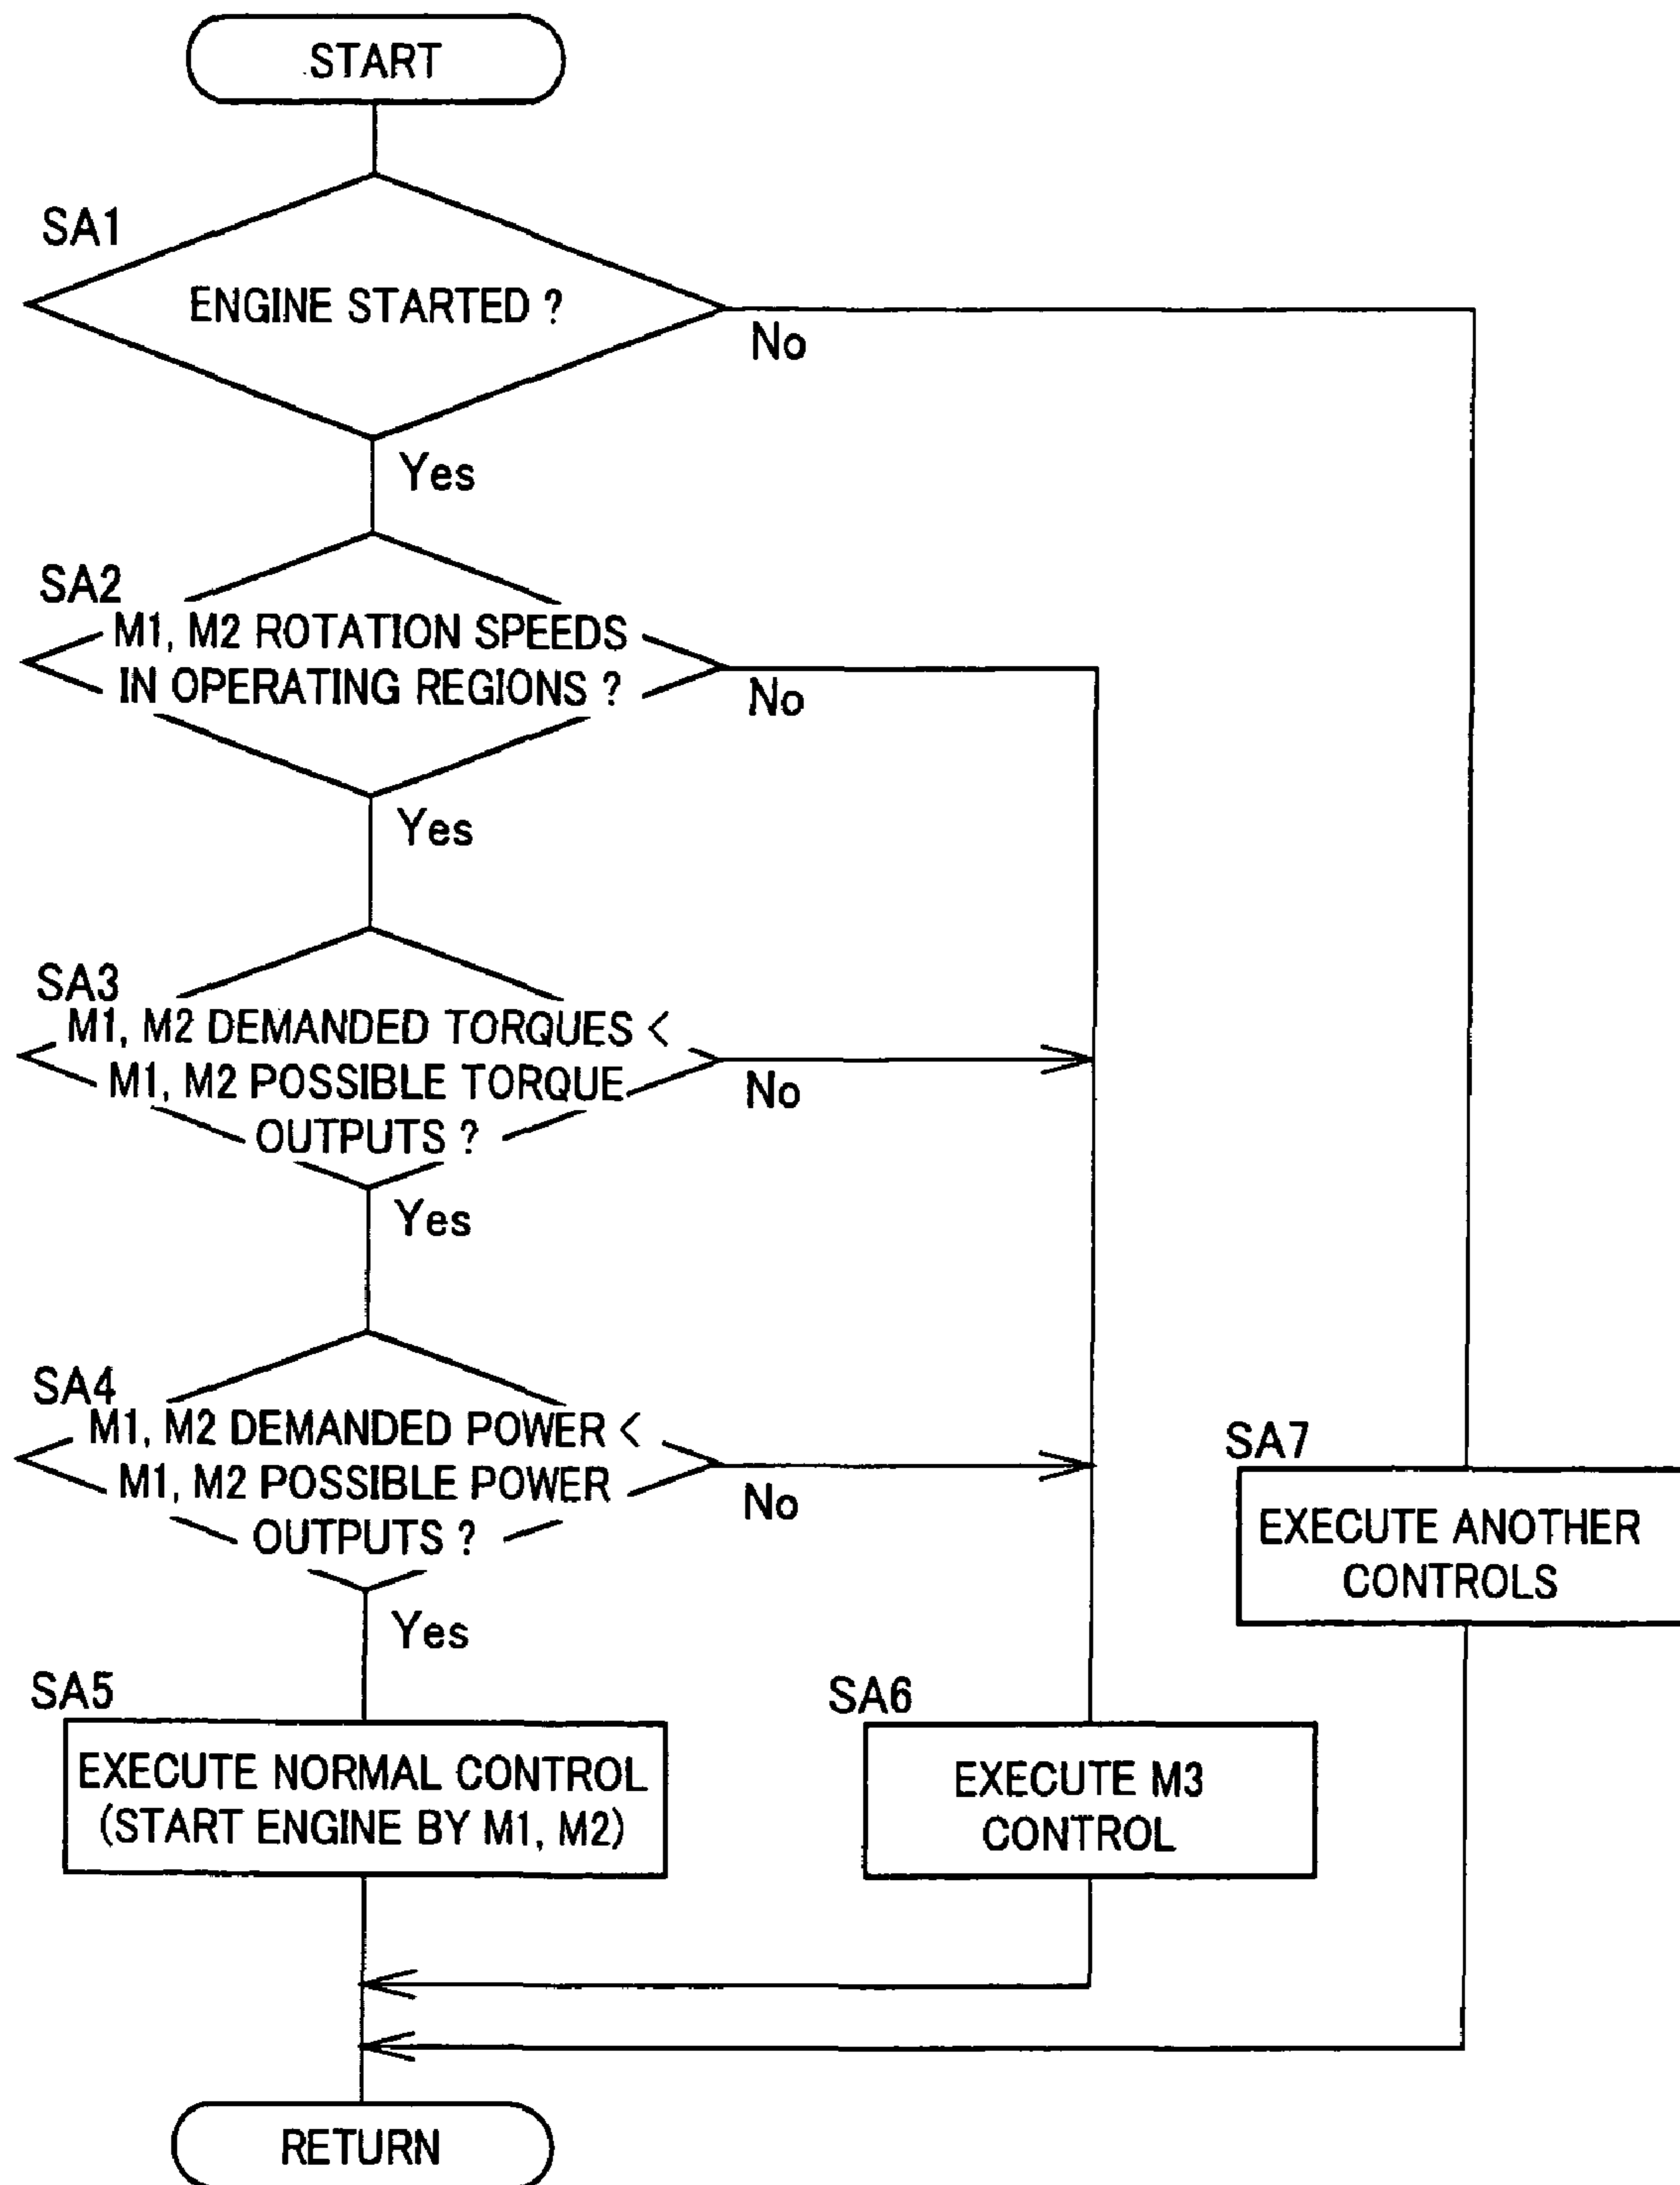 START
SA1
ENGINE STARTED ?
No
Yes
SA2
M1, M2 ROTATION SPEEDS
IN OPERATING REGIONS ?
No
Yes
SA3
M1, M2 DEMANDED TORQUES <
M1, M2 POSSIBLE TORQUE
OUTPUTS ?
No
Yes
SA4
M1, M2 DEMANDED POWER <
M1, M2 POSSIBLE POWER
OUTPUTS ?
No
Yes
SA7
EXECUTE ANOTHER
CONTROLS
SA5
EXECUTE NORMAL CONTROL
(START ENGINE BY M1, M2)
SA6
EXECUTE M3
CONTROL
RETURN